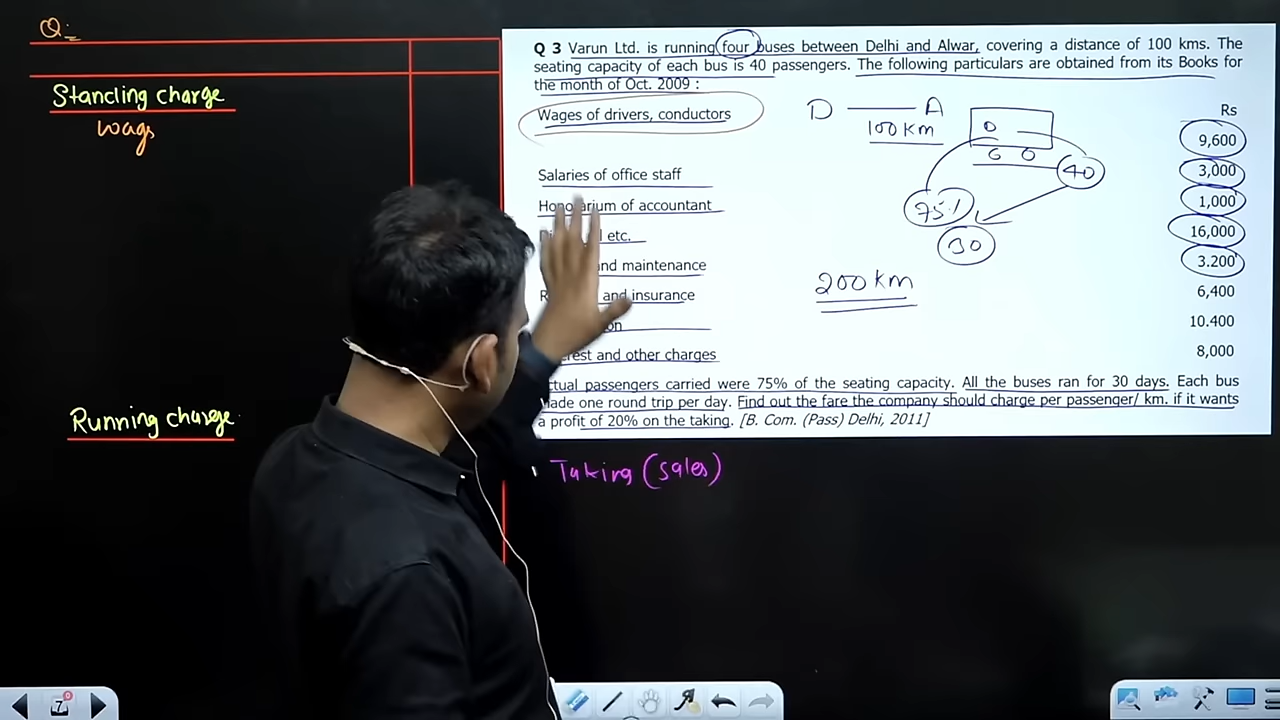 Q:-
Q 3 Varun Ltd. is running four buses between Delhi and Alwar, covering a distance of 100 kms. The
seating capacity of each bus is 40 passengers. The following particulars are obtained from its Books for
the month of Oct. 2009 :
Rs
Wages of drivers, conductors 9,600
Salaries of office staff 3,000
Honorarium of accountant 1,000
etc. 16,000
and maintenance 3.200
and insurance 6,400
10.400
and other charges 8,000
passengers carried were 75% of the seating capacity. All the buses ran for 30 days. Each bus
one round trip per day. Find out the fare the company should charge per passenger/ km. if it wants
a profit of 20% on the taking. [B. Com. (Pass) Delhi, 2011]
D A
100 km
40
75%
30
200 km
Standing charge
Wags
Running charge
Taking (sales)
7
0